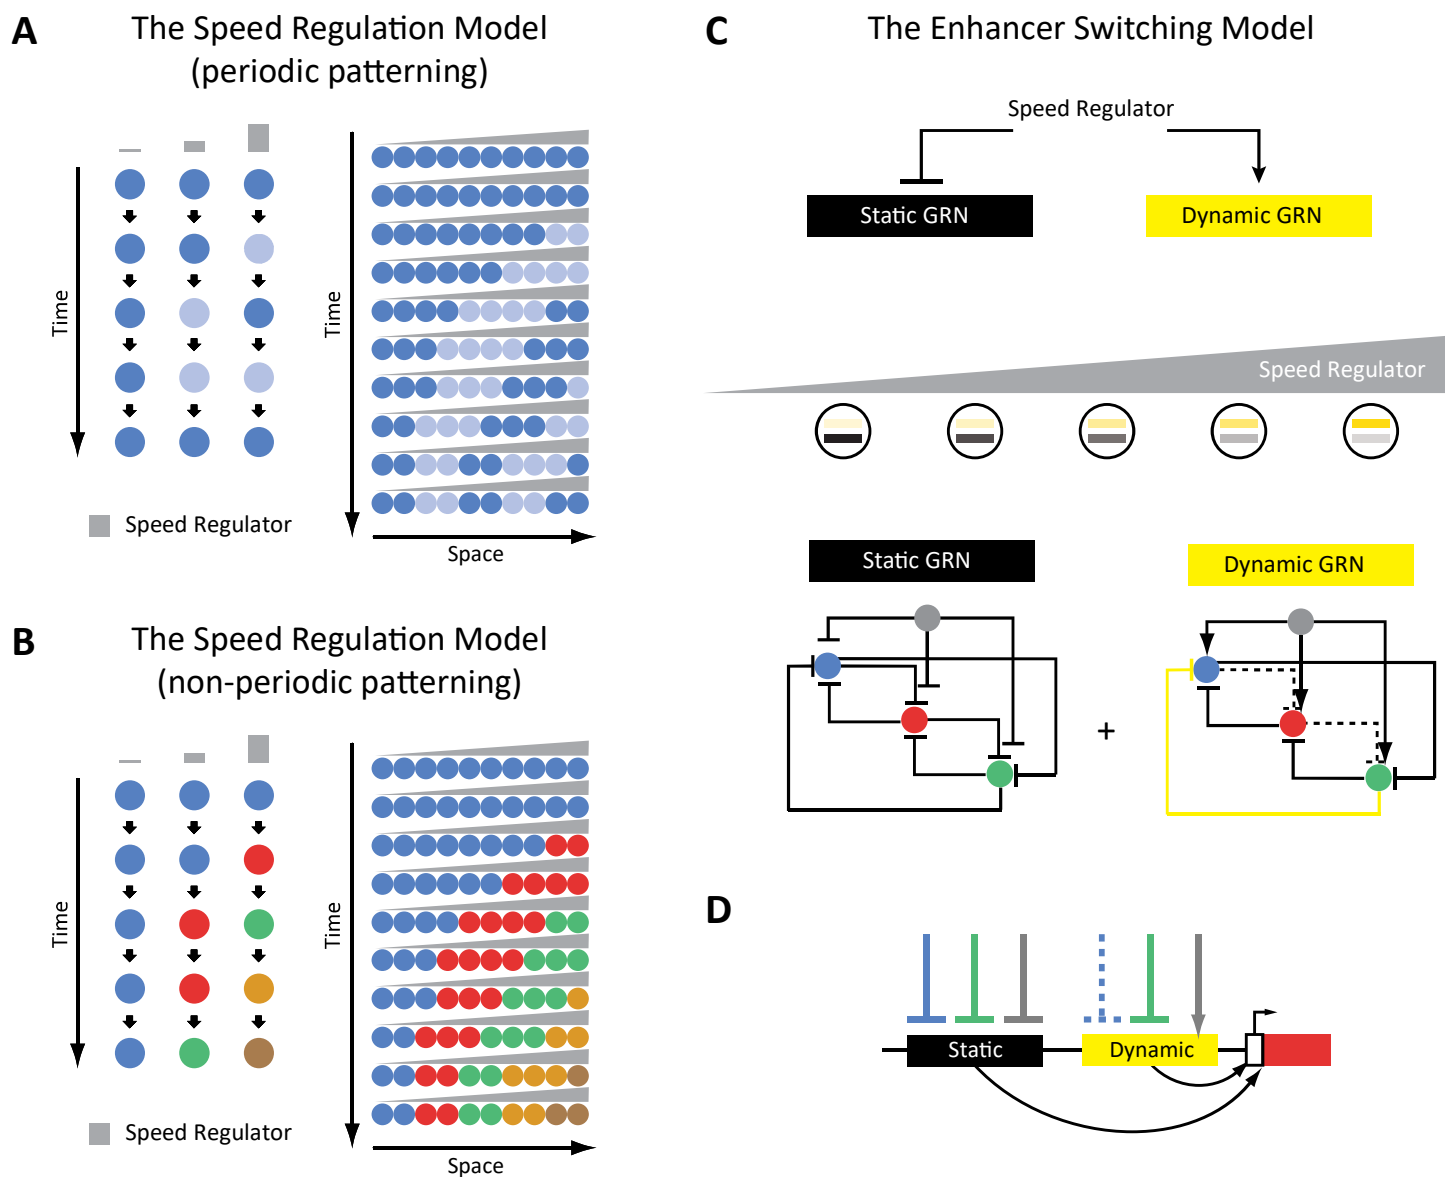 A
The Speed Regulation Model
(periodic patterning)
Time
Time
Speed Regulator
Space
B
The Speed Regulation Model
(non-periodic patterning)
Time
Time
Speed Regulator
Space
C
The Enhancer Switching Model
Speed Regulator
Static GRN
Dynamic GRN
Speed Regulator
Static GRN
Dynamic GRN
+
D
Static
Dynamic